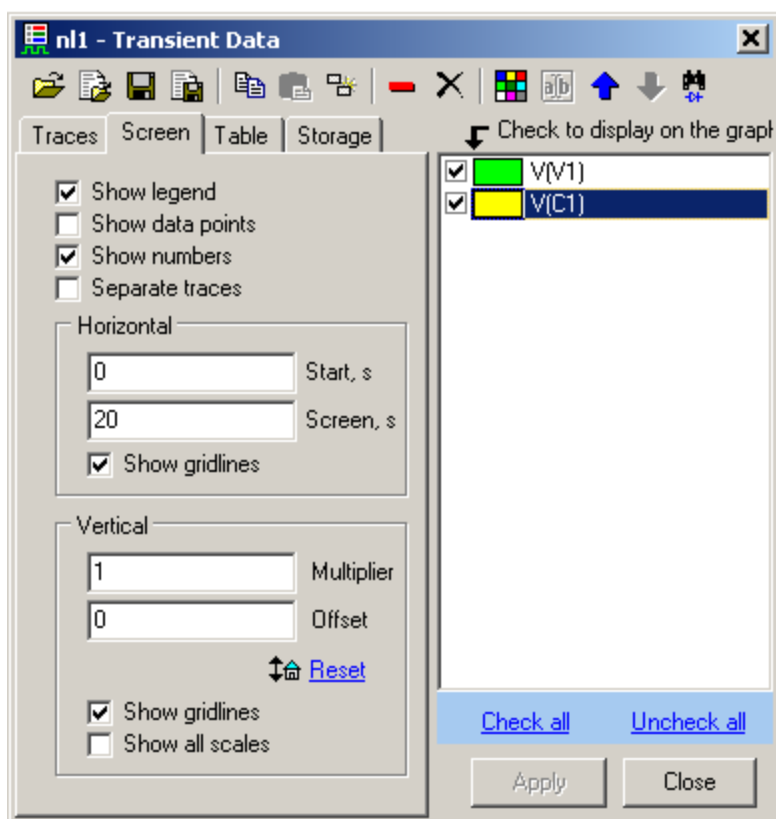 nl1 - Transient Data
Traces Screen Table Storage
Check to display on the graph
Show legend
Show data points
Show numbers
Separate traces
Horizontal
0 Start, s
20 Screen, s
Show gridlines
Vertical
1 Multiplier
0 Offset
Reset
Show gridlines
Show all scales
V(V1)
V(C1)
Check all Uncheck all
Apply Close